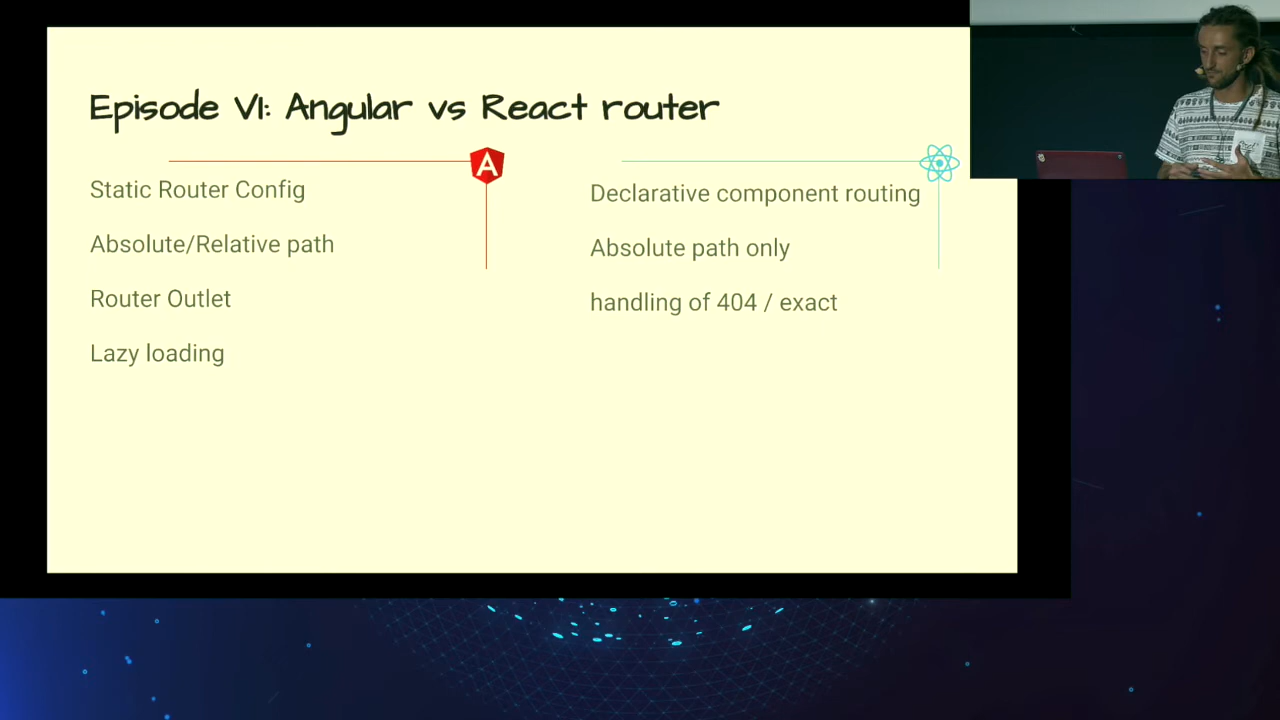 Episode VI: Angular vs React router
Static Router Config
Absolute/Relative path
Router Outlet
Lazy loading
Declarative component routing
Absolute path only
handling of 404 / exact